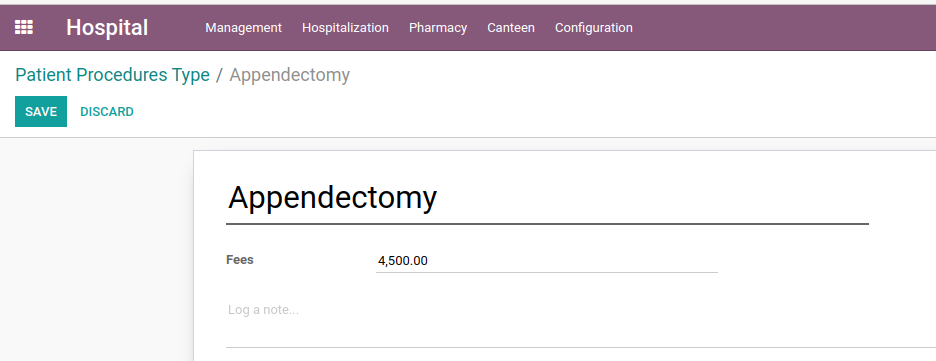 Hospital Management Hospitalization Pharmacy Canteen Configuration
Patient Procedures Type / Appendectomy
SAVE DISCARD
Appendectomy
Fees 4,500.00
Log a note...